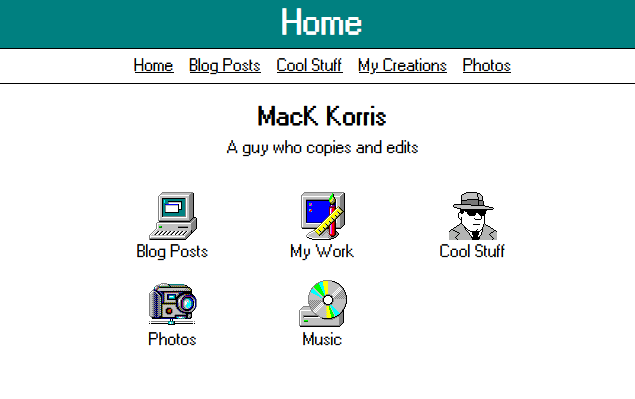 Home
Home Blog Posts Cool Stuff My Creations Photos
MacK Korris
A guy who copies and edits
Blog Posts My Work Cool Stuff
Photos Music